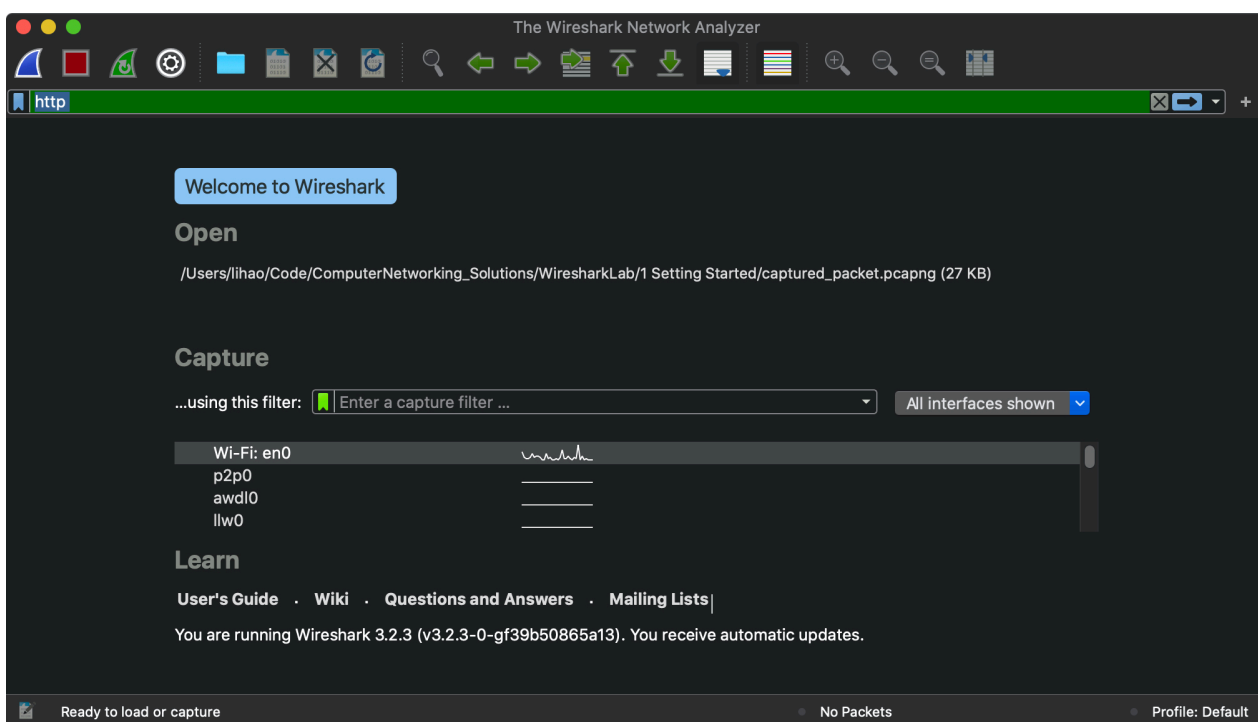 The Wireshark Network Analyzer
http
+
Welcome to Wireshark
Open
/Users/lihao/Code/ComputerNetworking_Solutions/WiresharkLab/1 Setting Started/captured_packet.pcapng (27 KB)
Capture
...using this filter: Enter a capture filter ... All interfaces shown
Wi-Fi: en0
p2p0
awdl0
llw0
Learn
User's Guide . Wiki . Questions and Answers . Mailing Lists
You are running Wireshark 3.2.3 (v3.2.3-0-gf39b50865a13). You receive automatic updates.
Ready to load or capture No Packets Profile: Default